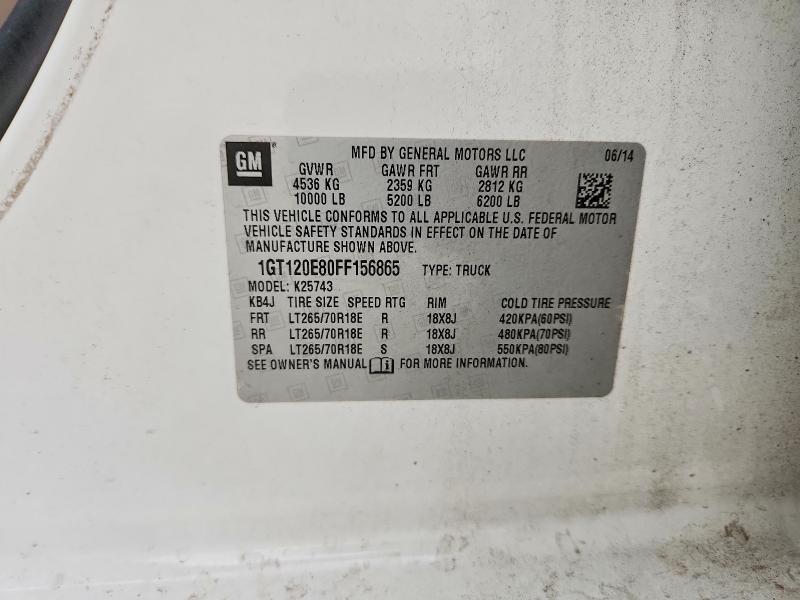 GM
MFD BY GENERAL MOTORS LLC 06/14
GVWR GAWR FRT GAWR RR
4536 KG 2359 KG 2812 KG
10000 LB 5200 LB 6200 LB
THIS VEHICLE CONFORMS TO ALL APPLICABLE U.S. FEDERAL MOTOR
VEHICLE SAFETY STANDARDS IN EFFECT ON THE DATE OF
MANUFACTURE SHOWN ABOVE.
1GT120E80FF156865 TYPE: TRUCK
MODEL: K25743
KB4J TIRE SIZE SPEED RTG RIM COLD TIRE PRESSURE
FRT LT265/70R18E R 18X8J 420KPA(60PSI)
RR LT265/70R18E R 18X8J 480KPA(70PSI)
SPA LT265/70R18E S 18X8J 550KPA(80PSI)
SEE OWNER'S MANUAL FOR MORE INFORMATION.